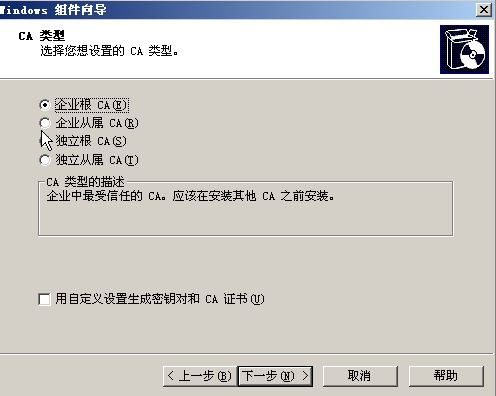 Windows 组件向导
CA 类型
选择您想设置的 CA 类型。
企业根 CA(E)
企业从属 CA(R)
独立根 CA(S)
独立从属 CA(T)
CA 类型的描述
企业中最受信任的 CA。应该在安装其他 CA 之前安装。
用自定义设置生成密钥对和 CA 证书(U)
< 上一步(B) 下一步(N) > 取消 帮助